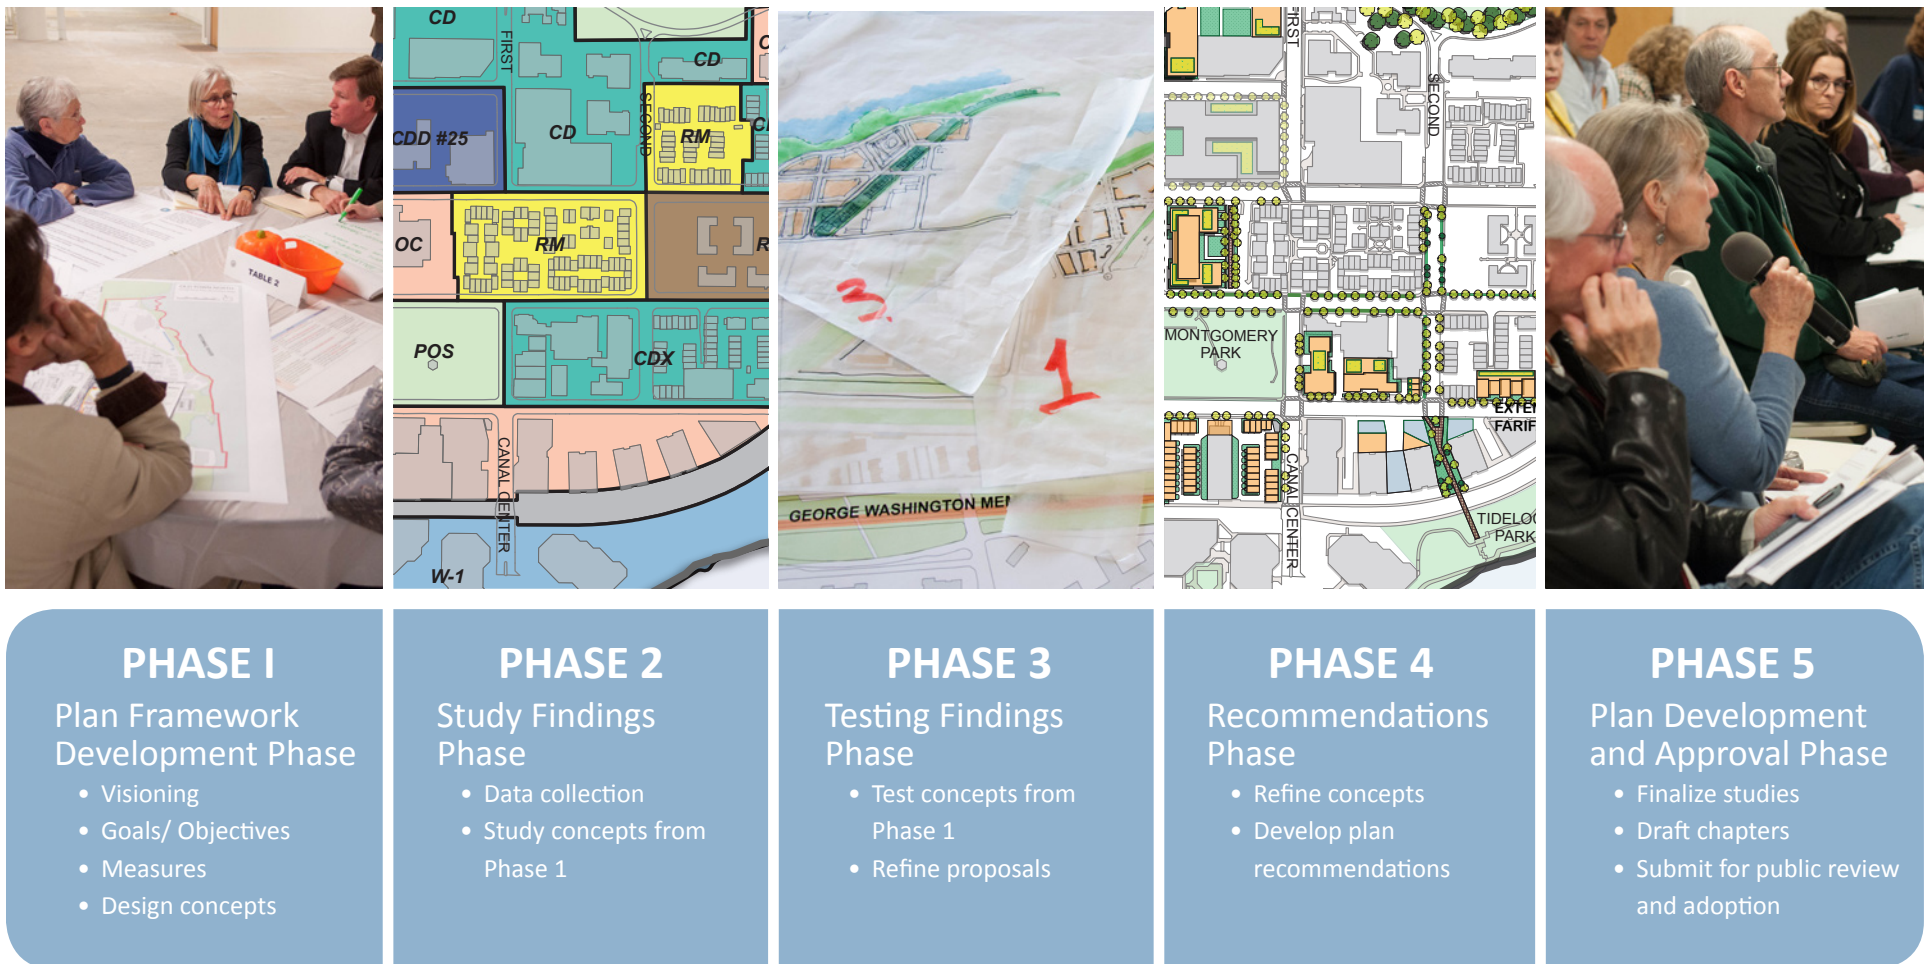 TABLE 2
CD
FIRST
CD
CDD #25
CD
SECOND
RM
OC
RM
POS
CDX
CANAL CENTER
W-1
3.
1
GEORGE WASHINGTON
FIRST
SECOND
MONTGOMERY
PARK
CANAL CENTER
PARK
PHASE I
Plan Framework
Development Phase
• Visioning
• Goals/ Objectives
• Measures
• Design concepts
PHASE 2
Study Findings
Phase
• Data collection
• Study concepts from
Phase 1
PHASE 3
Testing Findings
Phase
• Test concepts from
Phase 1
• Refine proposals
PHASE 4
Recommendations
Phase
• Refine concepts
• Develop plan
recommendations
PHASE 5
Plan Development
and Approval Phase
• Finalize studies
• Draft chapters
• Submit for public review
and adoption